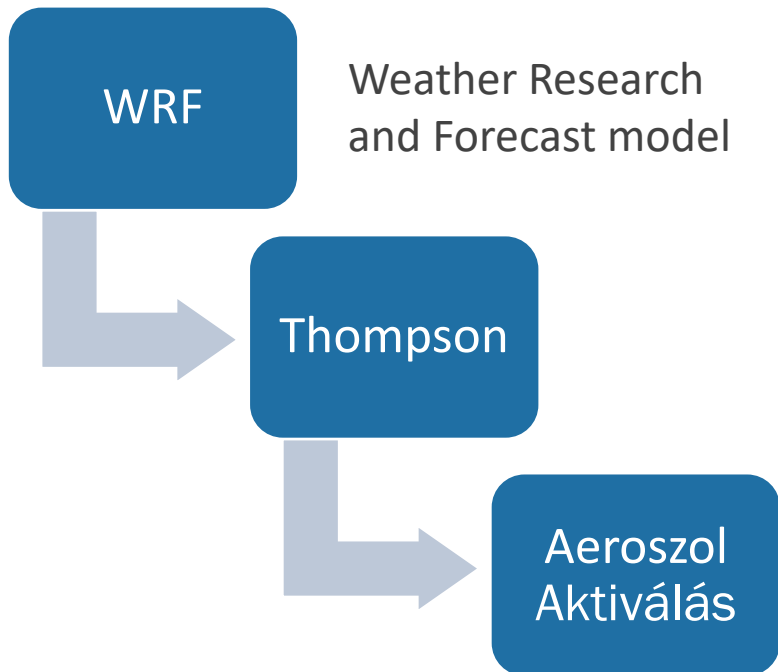 WRF
Weather Research
and Forecast model
Thompson
Aeroszol
Aktiválás